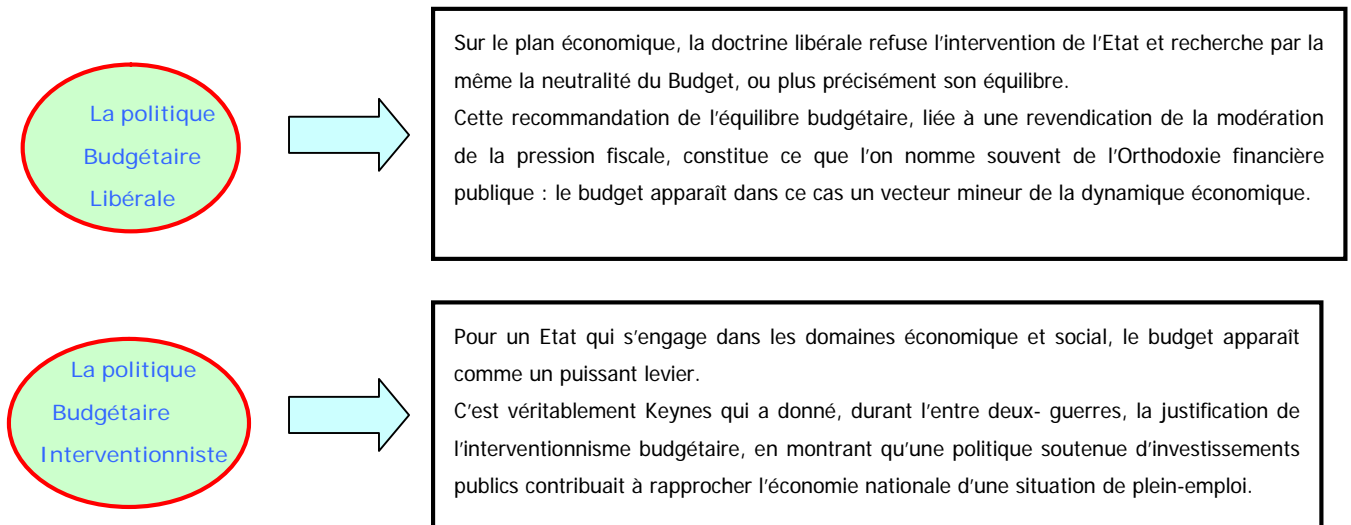 La politique
Budgétaire
Libérale
Sur le plan économique, la doctrine libérale refuse l'intervention de l'Etat et recherche par la
même la neutralité du Budget, ou plus précisément son équilibre.
Cette recommandation de l'équilibre budgétaire, liée à une revendication de la modération
de la pression fiscale, constitue ce que l'on nomme souvent de l'Orthodoxie financière
publique : le budget apparaît dans ce cas un vecteur mineur de la dynamique économique.
La politique
Budgétaire
Interventionniste
Pour un Etat qui s'engage dans les domaines économique et social, le budget apparaît
comme un puissant levier.
C'est véritablement Keynes qui a donné, durant l'entre deux- guerres, la justification de
l'interventionnisme budgétaire, en montrant qu'une politique soutenue d'investissements
publics contribuait à rapprocher l'économie nationale d'une situation de plein-emploi.